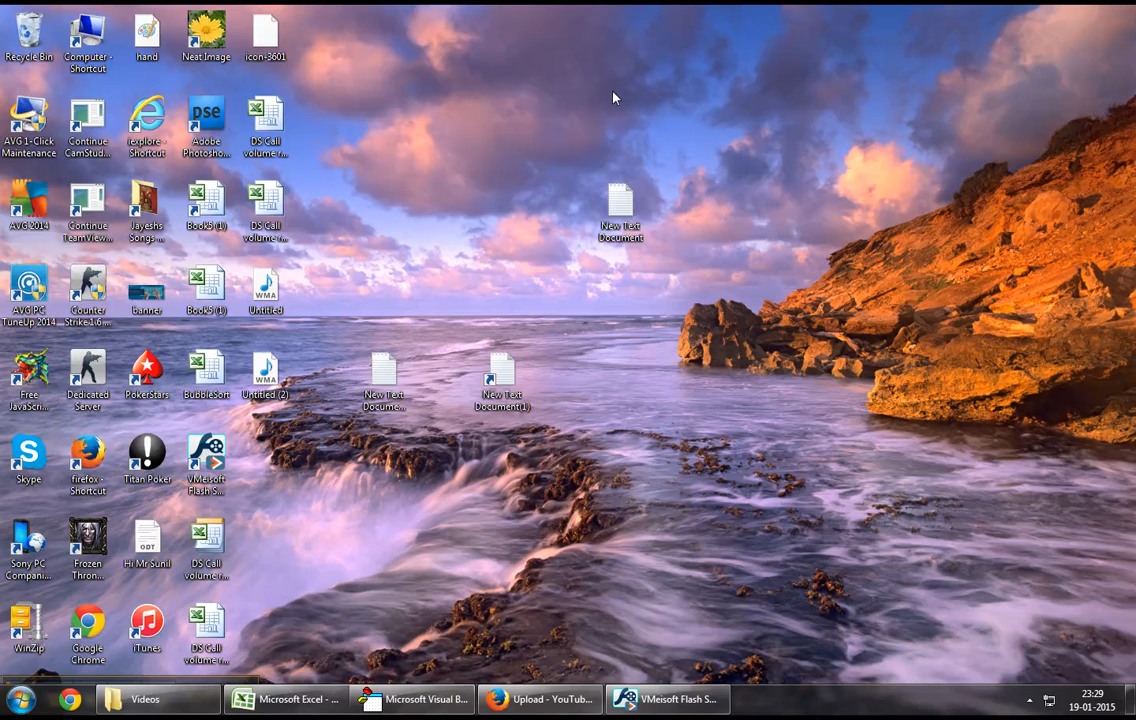 Recycle Bin
Computer -
Shortcut
hand
Neat Image
icon-3601
AVG 1-Click
Maintenance
Continue
CamStud...
iexplore -
Shortcut
pse
Adobe
Photosho...
DS Call
volume r...
AVG 2014
Continue
TeamView...
Jayeshs
Songs ...
Book5 (1)
DS Call
volume r...
AVG PC
TuneUp 2014
Counter
Strike 1.6 ...
banner
Book5 (1)
WMA
Untitled
Free
JavaScri...
Dedicated
Server
PokerStars
BubbleSort
WMA
Untitled (2)
Skype
firefox -
Shortcut
Titan Poker
VMeisoft
Flash S...
Sony PC
Compani...
Frozen
Thron...
ODT
Hi Mr Sunil
DS Call
volume r...
WinZip
Google
Chrome
iTunes
DS Call
volume r...
New Text
Document
New Text
Docume...
New Text
Document(1)
Videos
Microsoft Excel - ...
Microsoft Visual B...
Upload - YouTub...
VMeisoft Flash S...
23:29
19-01-2015